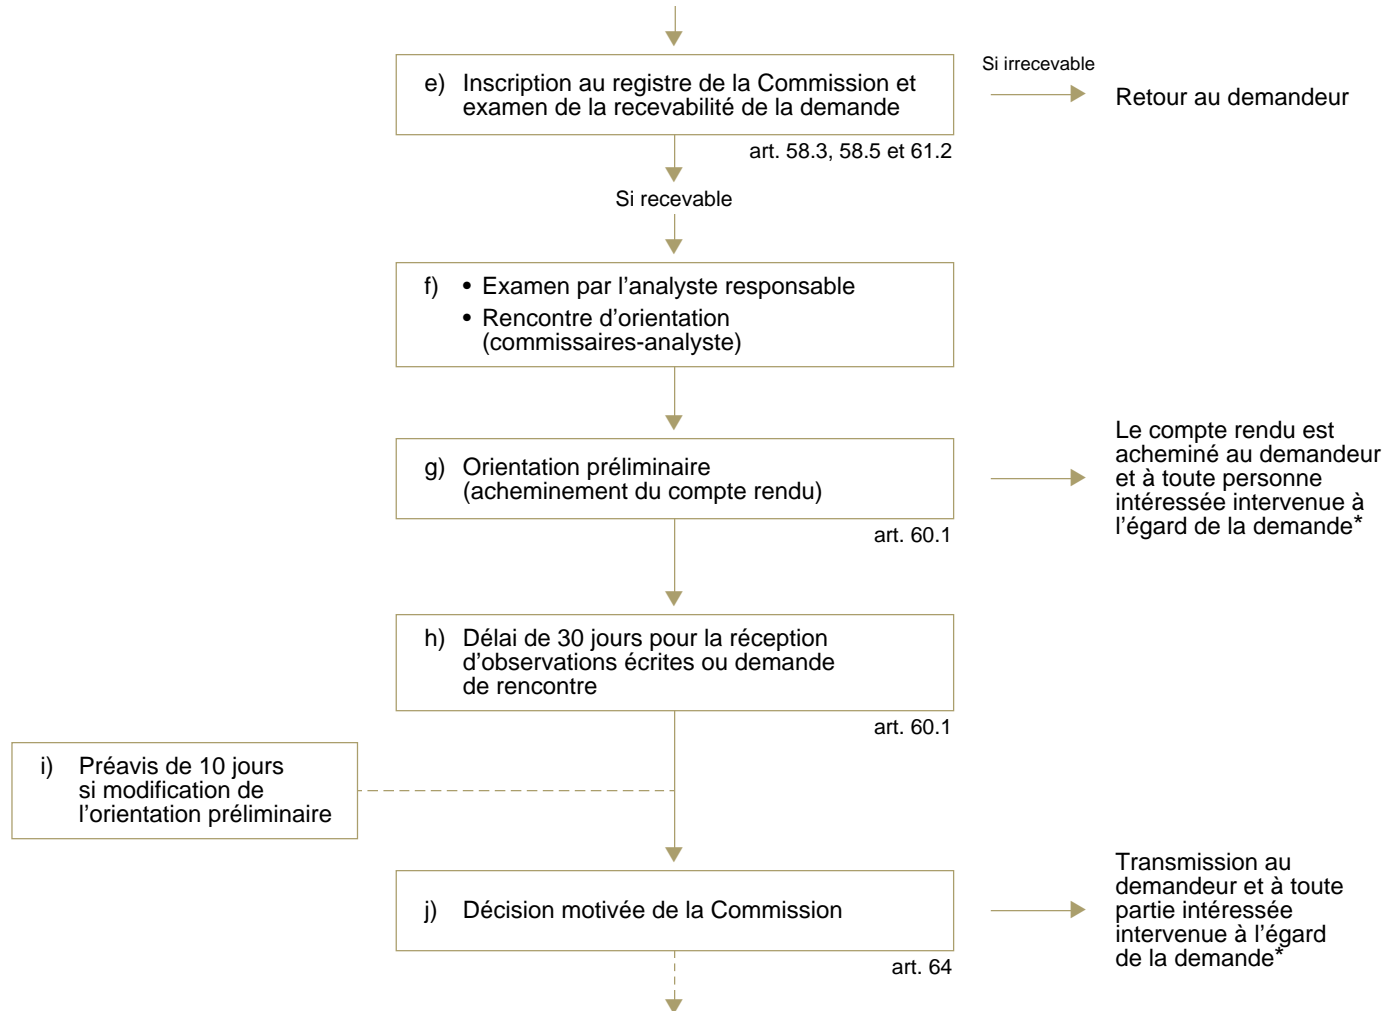 e) Inscription au registre de la Commission et
examen de la recevabilité de la demande
Si irrecevable
Retour au demandeur
art. 58.3, 58.5 et 61.2
Si recevable
f) • Examen par l’analyste responsable
• Rencontre d’orientation
(commissaires-analyste)
g) Orientation préliminaire
(acheminement du compte rendu)
art. 60.1
Le compte rendu est
acheminé au demandeur
et à toute personne
intéressée intervenue à
l’égard de la demande*
h) Délai de 30 jours pour la réception
d’observations écrites ou demande
de rencontre
art. 60.1
i) Préavis de 10 jours
si modification de
l’orientation préliminaire
j) Décision motivée de la Commission
art. 64
Transmission au
demandeur et à toute
partie intéressée
intervenue à l’égard
de la demande*